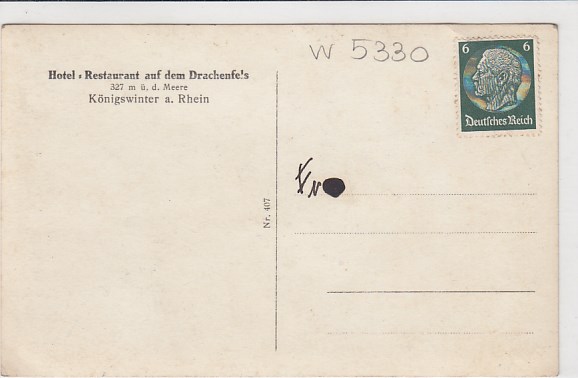 W 5330
6 6
Deutsches Reich
Hotel-Restaurant auf dem Drachenfels
327 m ü. d. Meere
Königswinter a. Rhein
Nr. 407